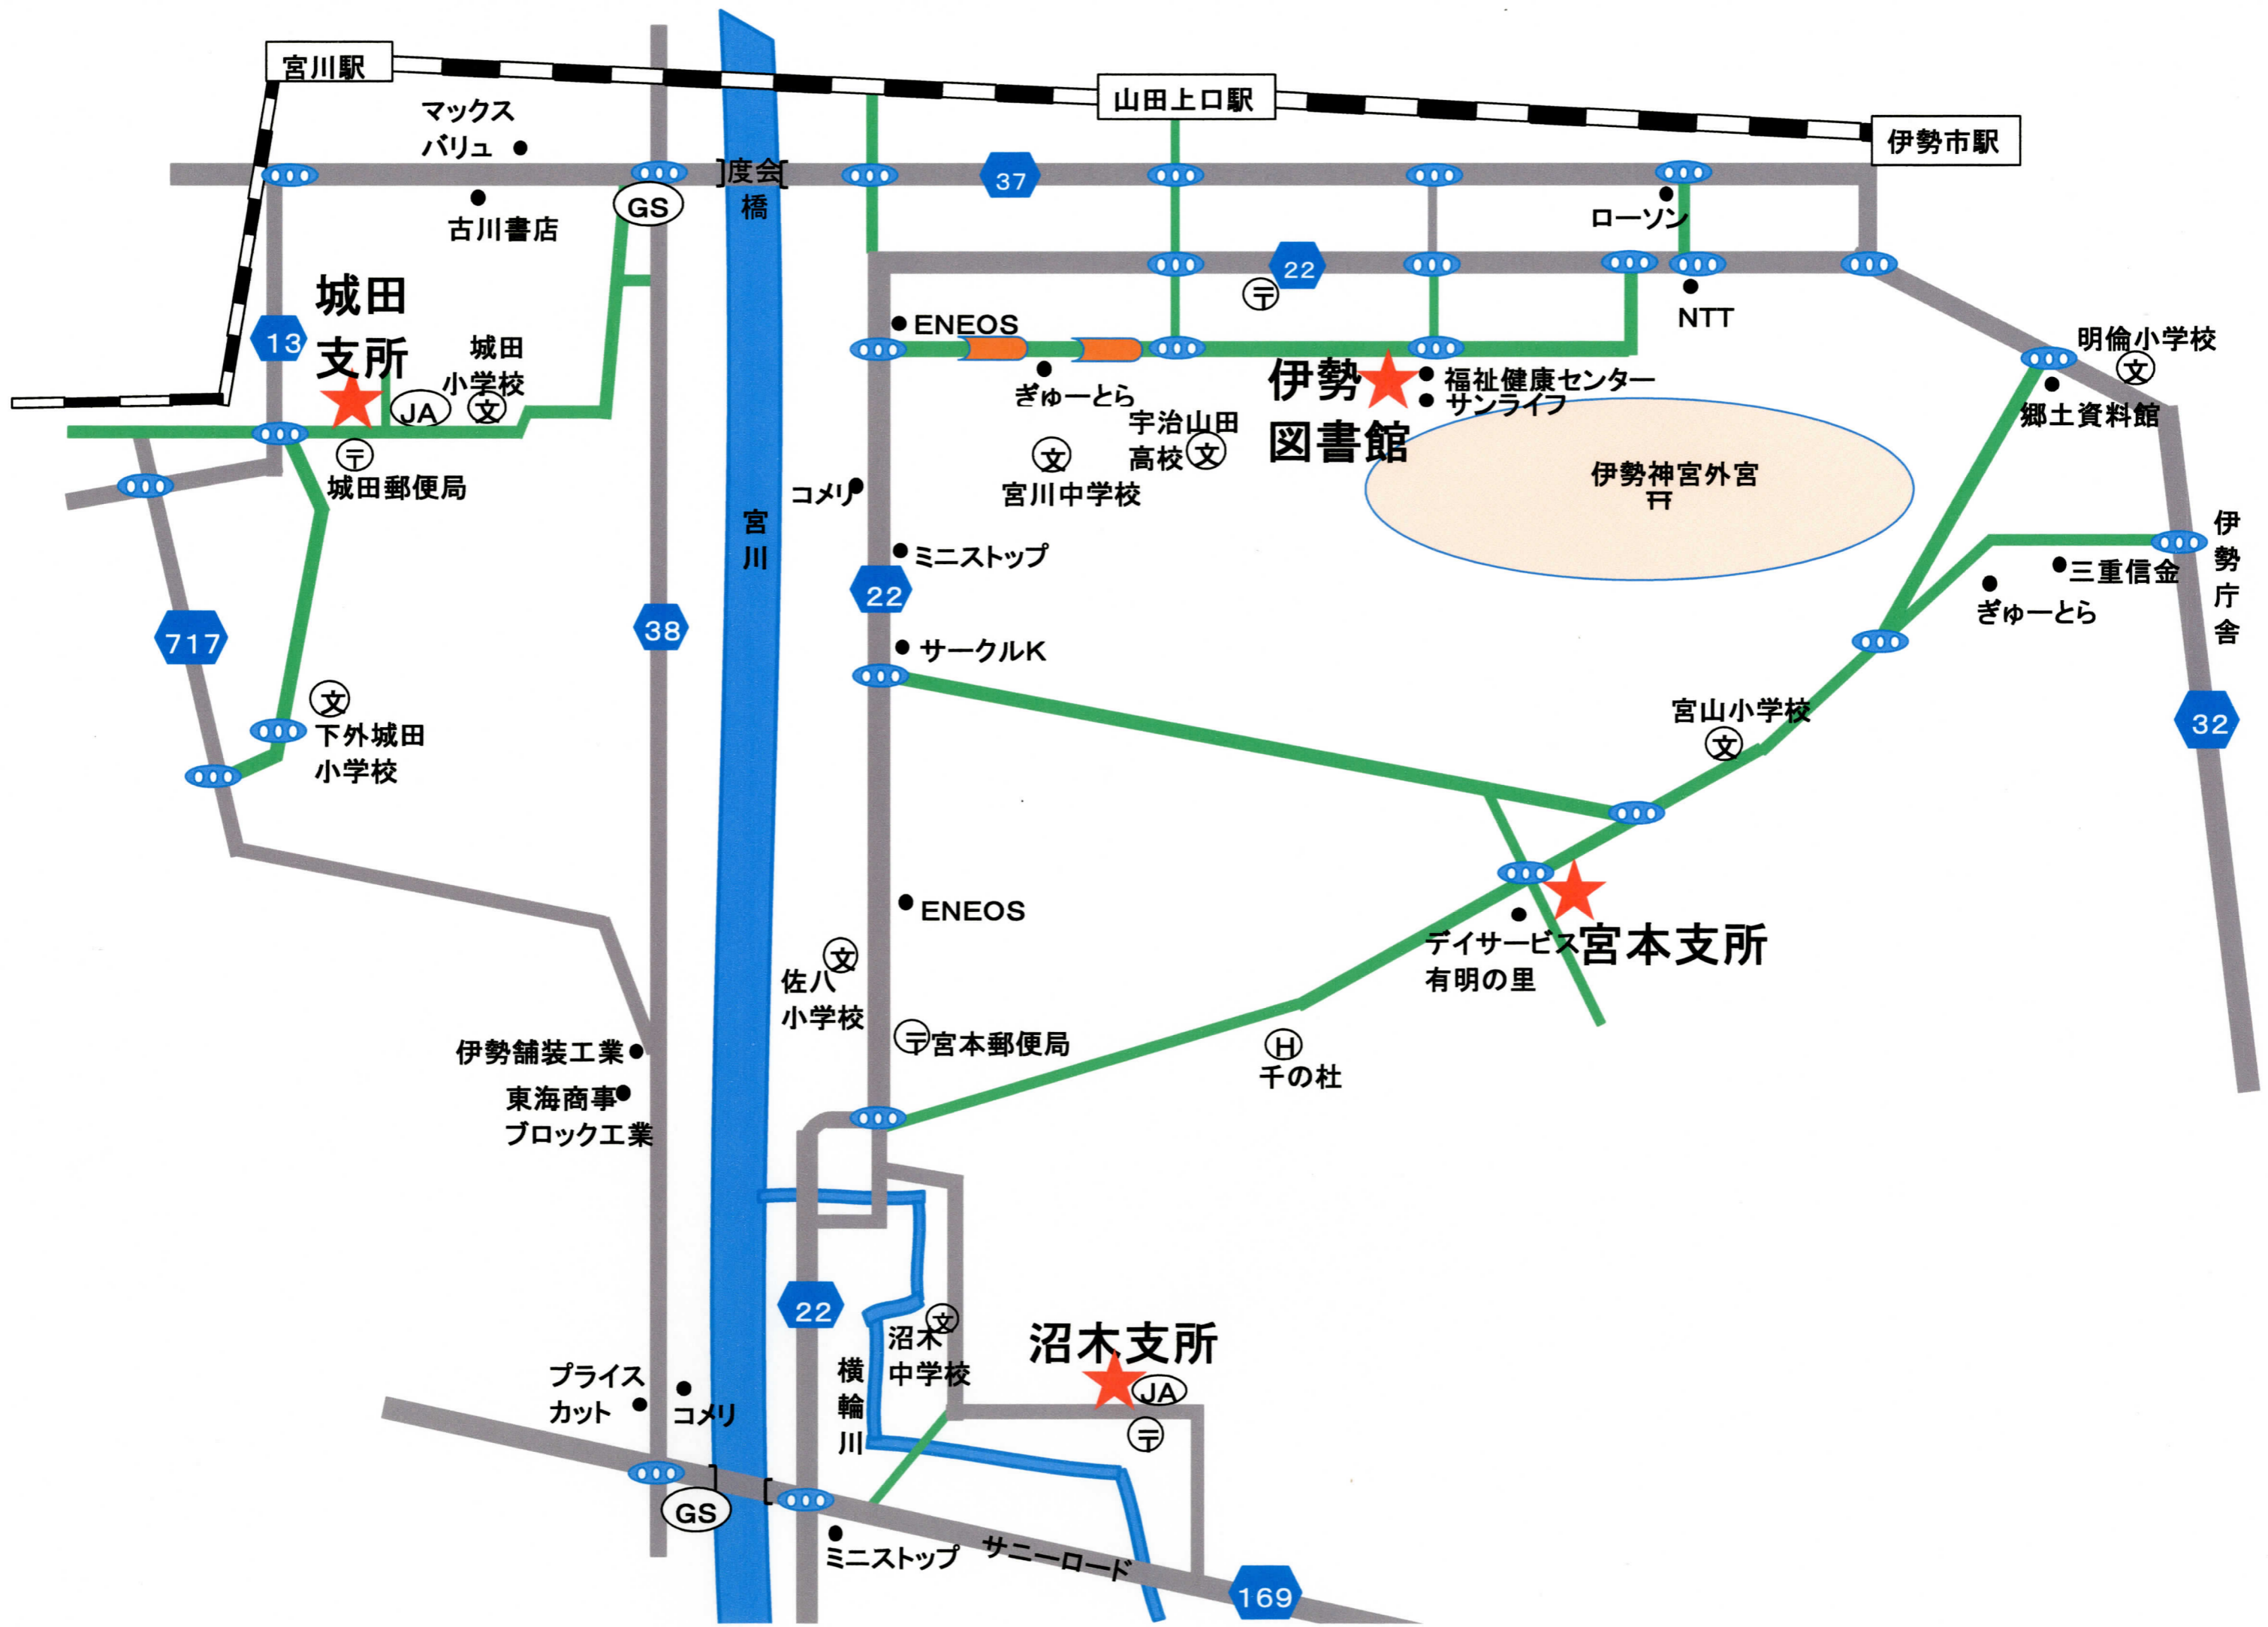 宮川駅
山田上口駅
伊勢市駅
マックス
バリュ
古川書店
GS
度会
橋
37
ローソン
22
〒
NTT
城田
支所
13
城田
小学校
文
JA
〒
城田郵便局
ENEOS
ぎゅーとら
宇治山田
高校
文
文
宮川中学校
伊勢
図書館
福祉健康センター
サンライフ
伊勢神宮外宮
明倫小学校
文
郷土資料館
伊
勢
庁
舎
三重信金
ぎゅーとら
コメリ
宮
川
ミニストップ
22
サークルK
717
38
文
下外城田
小学校
宮山小学校
文
32
ENEOS
文
佐八
小学校
〒
宮本郵便局
デイサービス
有明の里
宮本支所
H
千の杜
伊勢舗装工業
東海商事
ブロック工業
22
文
沼木
中学校
横
輪
川
沼木支所
JA
〒
プライス
カット
コメリ
GS
ミニストップ
サニーロード
169